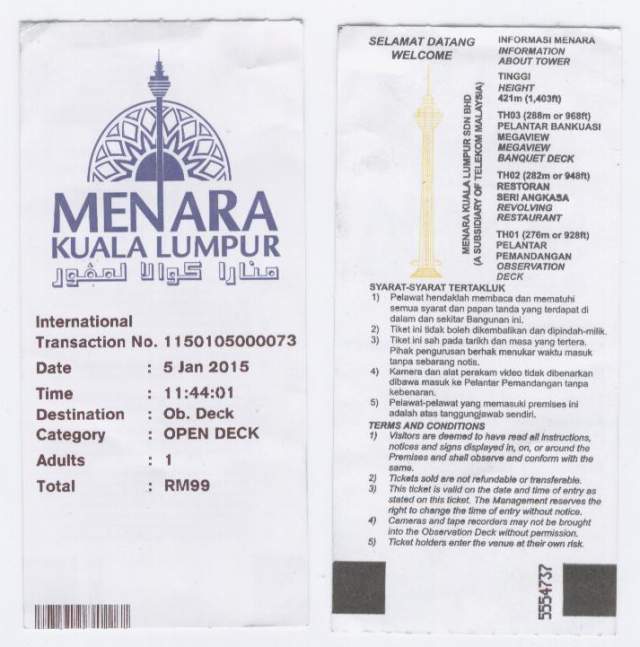 MENARA
KUALA LUMPUR
منارا كوالا لمڤور
International
Transaction No. 1150105000073
Date : 5 Jan 2015
Time : 11:44:01
Destination : Ob. Deck
Category : OPEN DECK
Adults : 1
Total : RM99
SELAMAT DATANG
WELCOME
MENARA KUALA LUMPUR SDN BHD
(A SUBSIDIARY OF TELEKOM MALAYSIA)
INFORMASI MENARA
INFORMATION
ABOUT TOWER
TINGGI
HEIGHT
421m (1,403ft)
TH03 (288m or 968ft)
PELANTAR BANKUASI
MEGAVIEW
MEGAVIEW
BANQUET DECK
TH02 (282m or 948ft)
RESTORAN
SERI ANGKASA
REVOLVING
RESTAURANT
TH01 (276m or 928ft)
PELANTAR
PEMANDANGAN
OBSERVATION
DECK
SYARAT-SYARAT TERTAKLUK
1) Pelawat hendaklah membaca dan mematuhi
semua syarat dan papan tanda yang terdapat di
dalam dan sekitar Bangunan ini.
2) Tiket ini tidak boleh dikembalikan dan dipindah-milik.
3) Tiket ini sah pada tarikh dan masa yang tertera.
Pihak pengurusan berhak menukar waktu masuk
tanpa sebarang notis.
4) Kamera dan alat perakam video tidak dibenarkan
dibawa masuk ke Pelantar Pemandangan tanpa
kebenaran.
5) Pelawat-pelawat yang memasuki premises ini
adalah atas tanggungjawab sendiri.
TERMS AND CONDITIONS
1) Visitors are deemed to have read all instructions,
notices and signs displayed in, on, or around the
Premises and shall observe and conform with the
same.
2) Tickets sold are not refundable or transferable.
3) This ticket is valid on the date and time of entry as
stated on this ticket. The Management reserves the
right to change the time of entry without notice.
4) Cameras and tape recorders may not be brought
into the Observation Deck without permission.
5) Ticket holders enter the venue at their own risk.
5554737